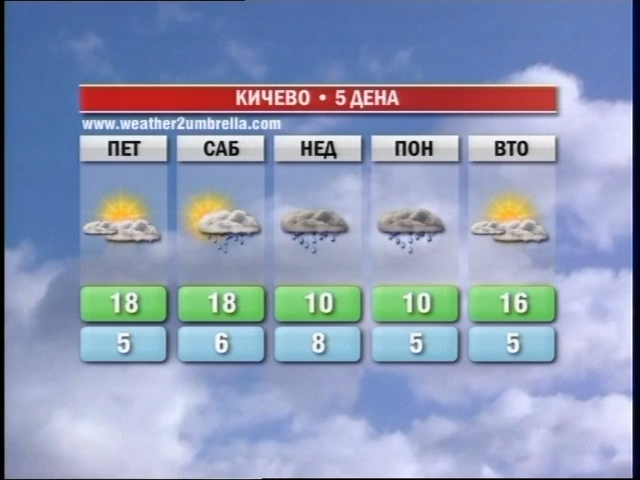 КИЧЕВО • 5 ДЕНА
www.weather2umbrella.com
ПЕТ САБ НЕД ПОН ВТО
18 18 10 10 16
5 6 8 5 5